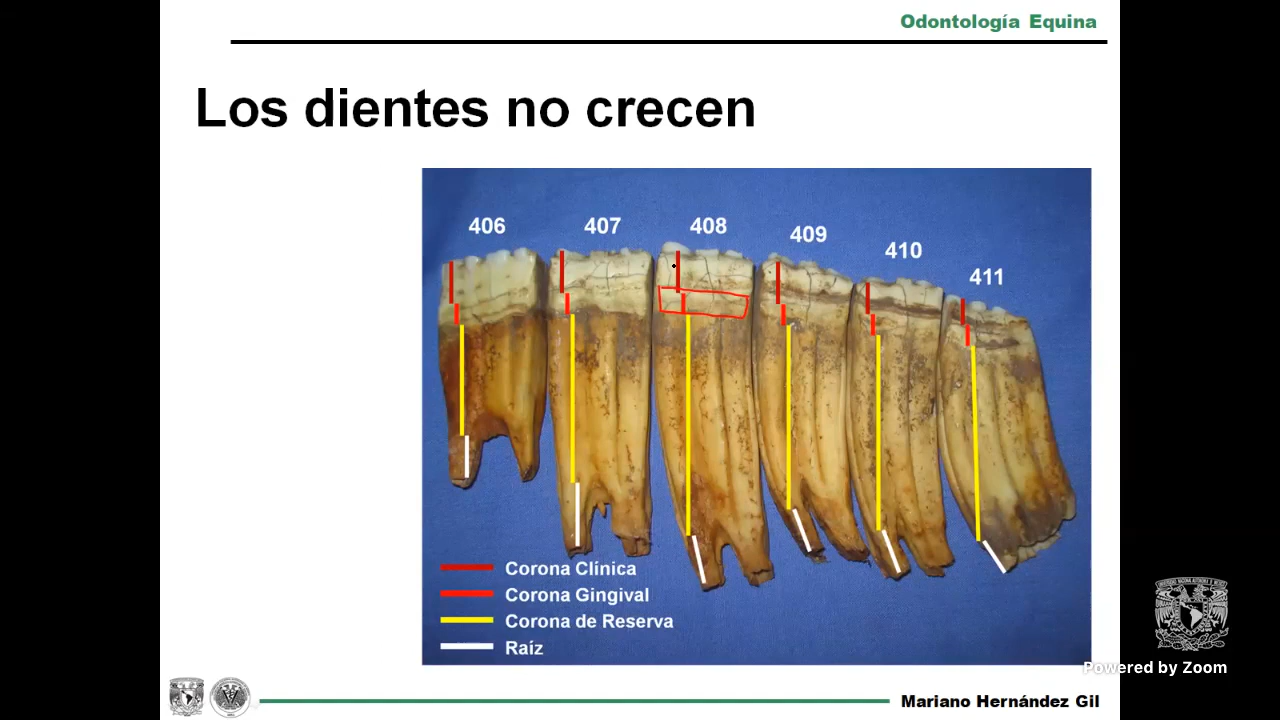 Odontología Equina
Los dientes no crecen
406
407
408
409
410
411
Corona Clínica
Corona Gingival
Corona de Reserva
Raíz
Powered by Zoom
Mariano Hernández Gil